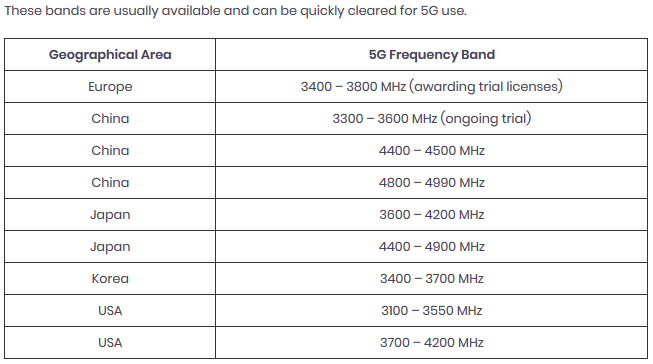 These bands are usually available and can be quickly cleared for 5G use.
Geographical Area 5G Frequency Band
Europe 3400 – 3800 MHz (awarding trial licenses)
China 3300 – 3600 MHz (ongoing trial)
China 4400 – 4500 MHz
China 4800 – 4990 MHz
Japan 3600 – 4200 MHz
Japan 4400 – 4900 MHz
Korea 3400 – 3700 MHz
USA 3100 – 3550 MHz
USA 3700 – 4200 MHz